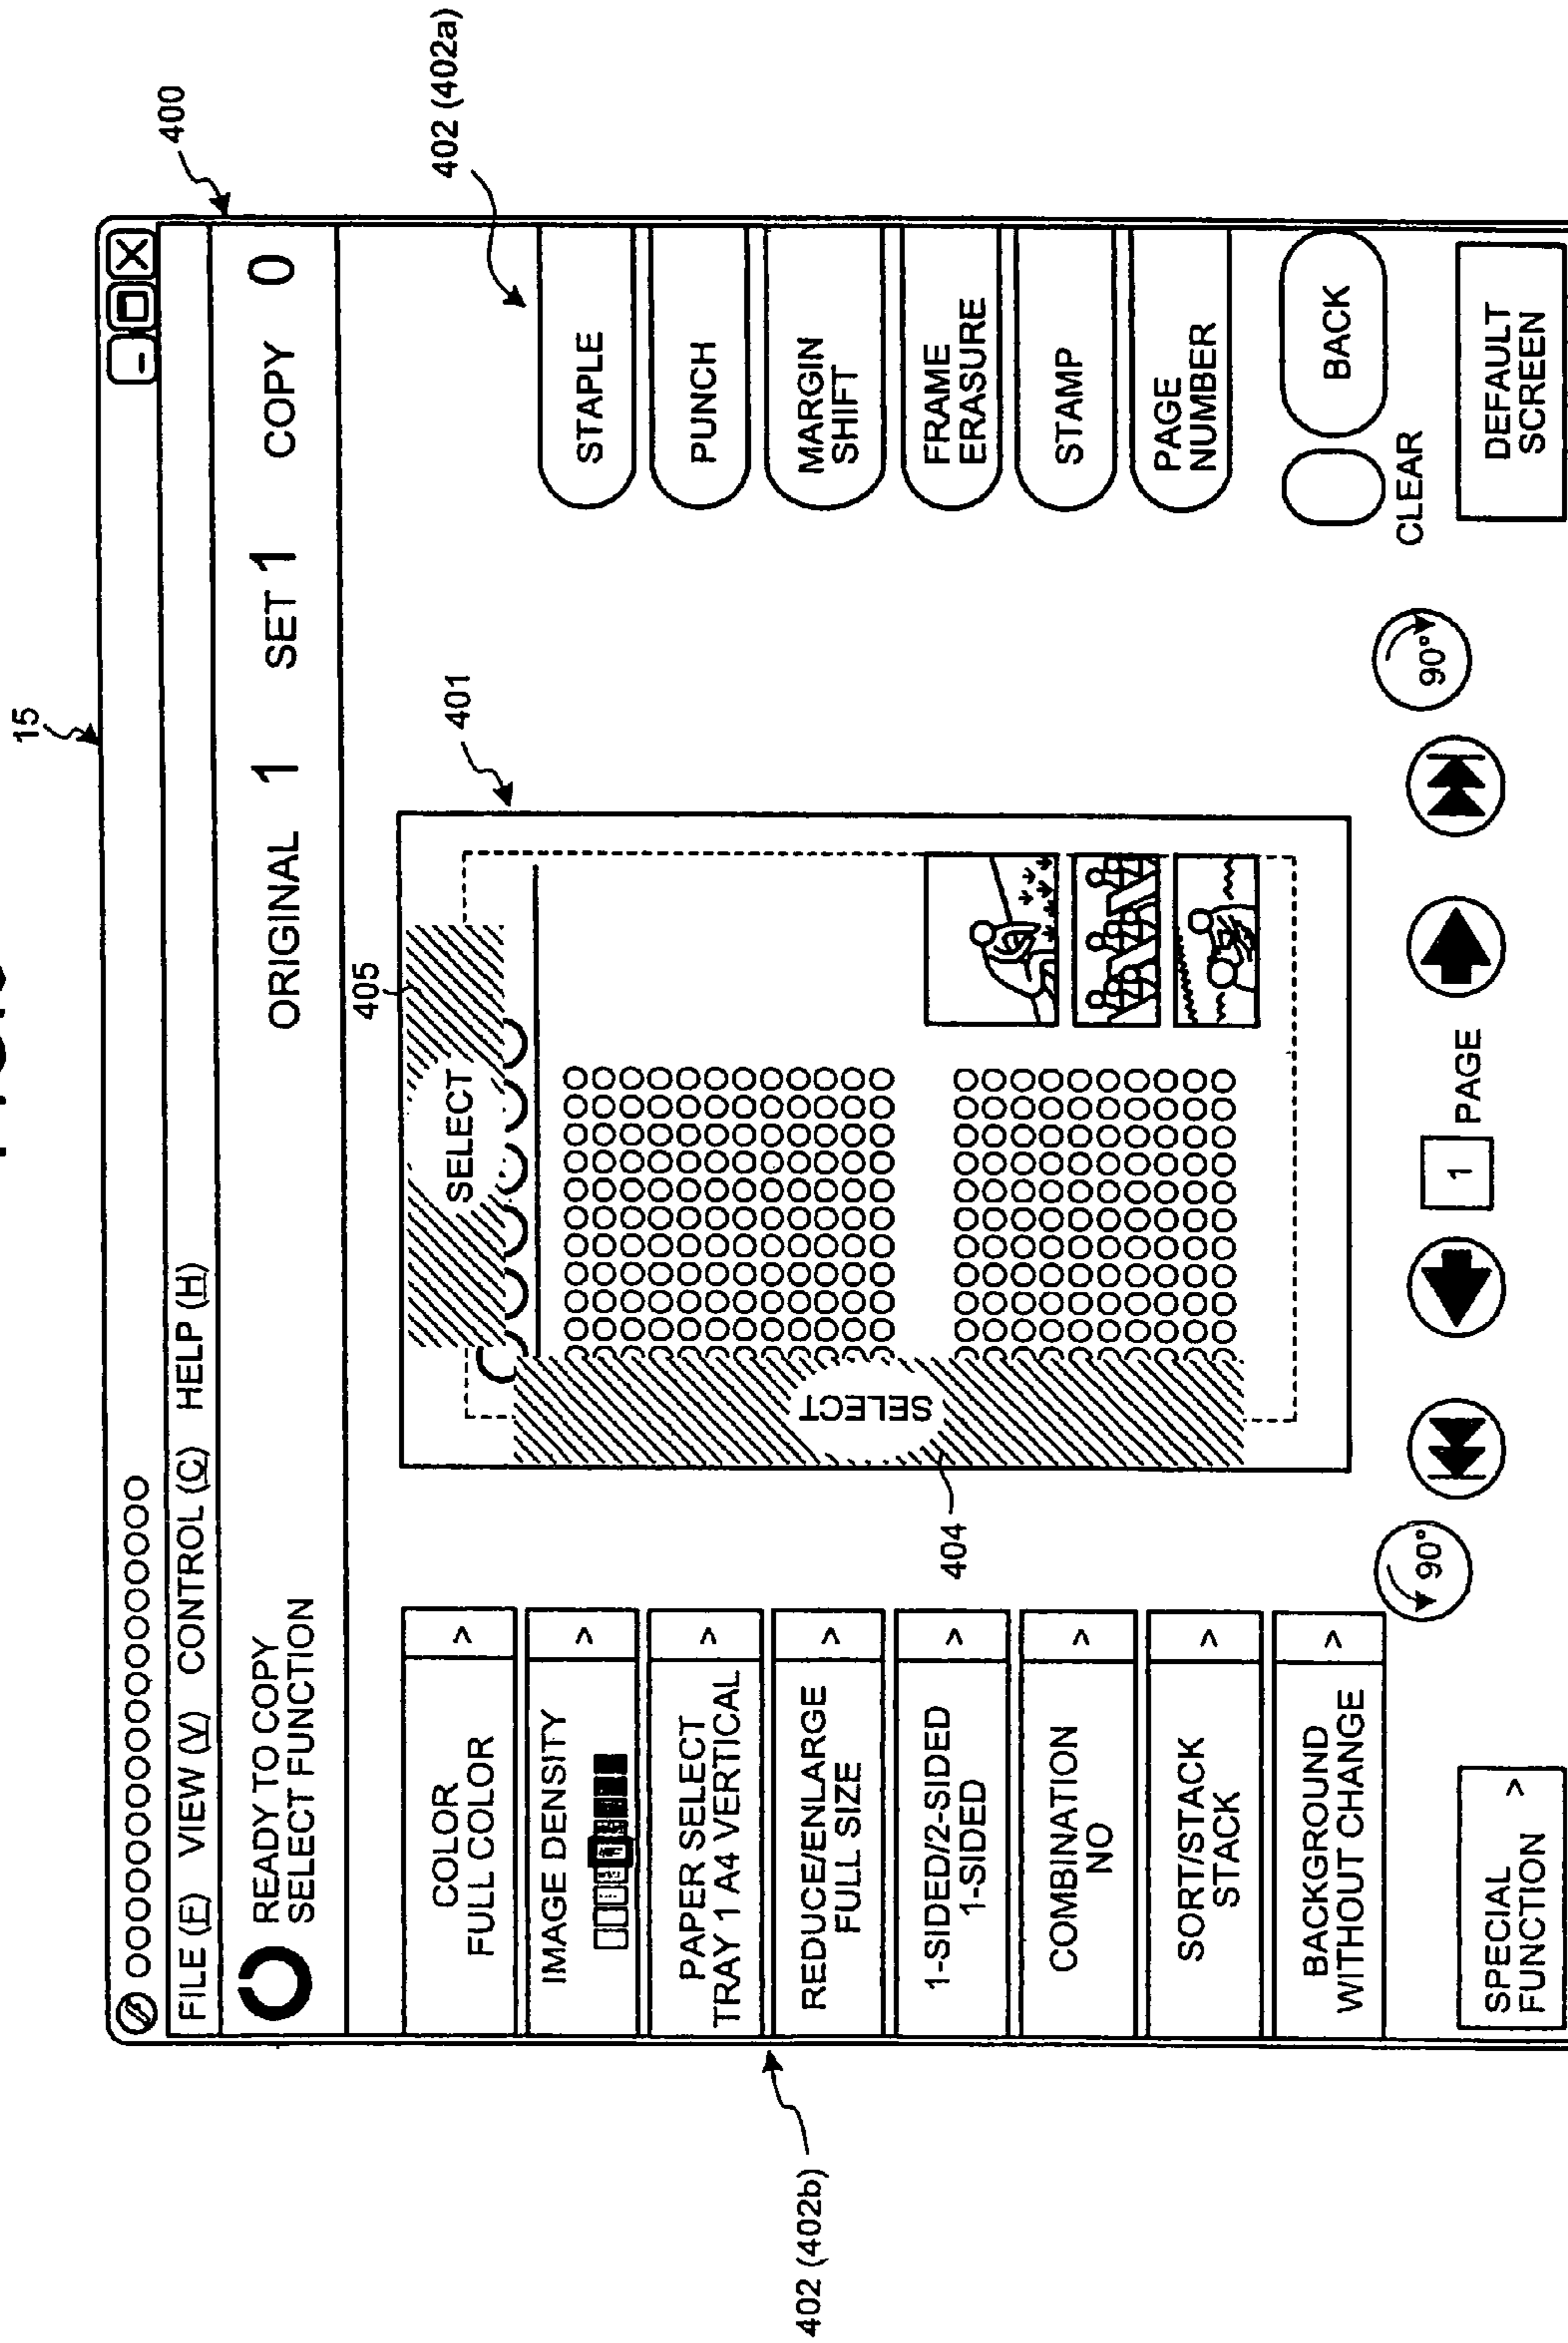 15
400
FILE (F) VIEW (V) CONTROL (C) HELP (H)
READY TO COPY
SELECT FUNCTION
ORIGINAL 1 SET 1 COPY 0
402 (402a)
402 (402b)
COLOR
FULL COLOR
>
IMAGE DENSITY
>
PAPER SELECT
TRAY 1 A4 VERTICAL
>
REDUCE/ENLARGE
FULL SIZE
>
1-SIDED/2-SIDED
1-SIDED
>
COMBINATION
NO
>
SORT/STACK
STACK
>
BACKGROUND
WITHOUT CHANGE
>
SPECIAL
FUNCTION >
405
401
SELECT
SELECT
404
90°
1
PAGE
90°
STAPLE
PUNCH
MARGIN
SHIFT
FRAME
ERASURE
STAMP
PAGE
NUMBER
BACK
CLEAR
DEFAULT
SCREEN